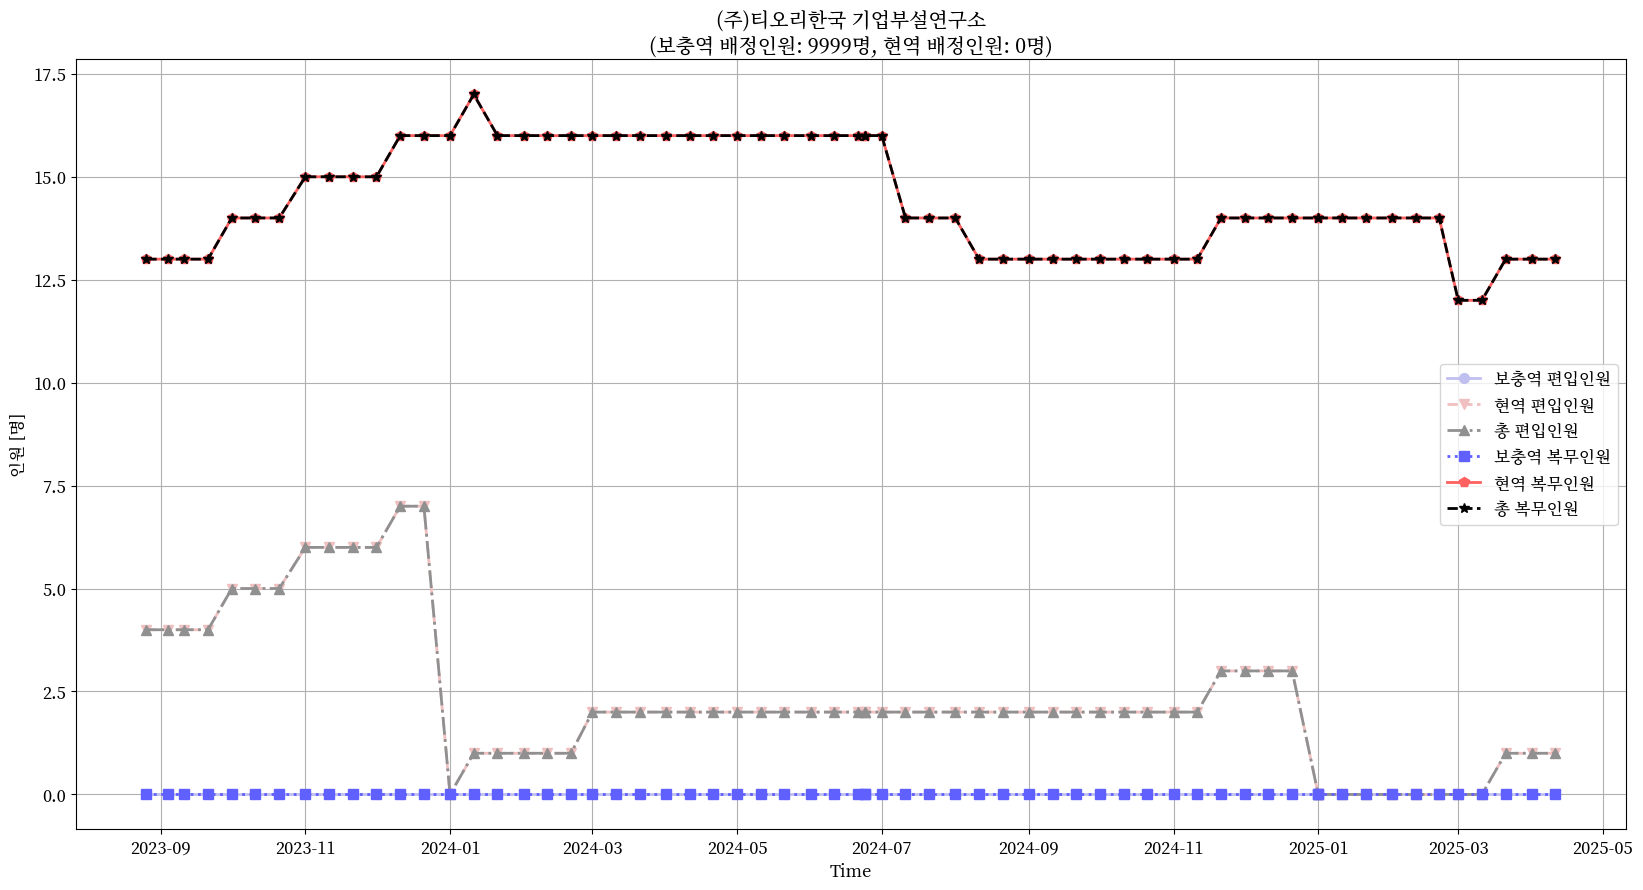 (주)티오리한국 기업부설연구소
(보충역 배정인원: 9999명, 현역 배정인원: 0명)
인원 [명]
17.5
15.0
12.5
10.0
7.5
5.0
2.5
0.0
보충역 편입인원
현역 편입인원
총 편입인원
보충역 복무인원
현역 복무인원
총 복무인원
2023-09
2023-11
2024-01
2024-03
2024-05
2024-07
2024-09
2024-11
2025-01
2025-03
2025-05
Time